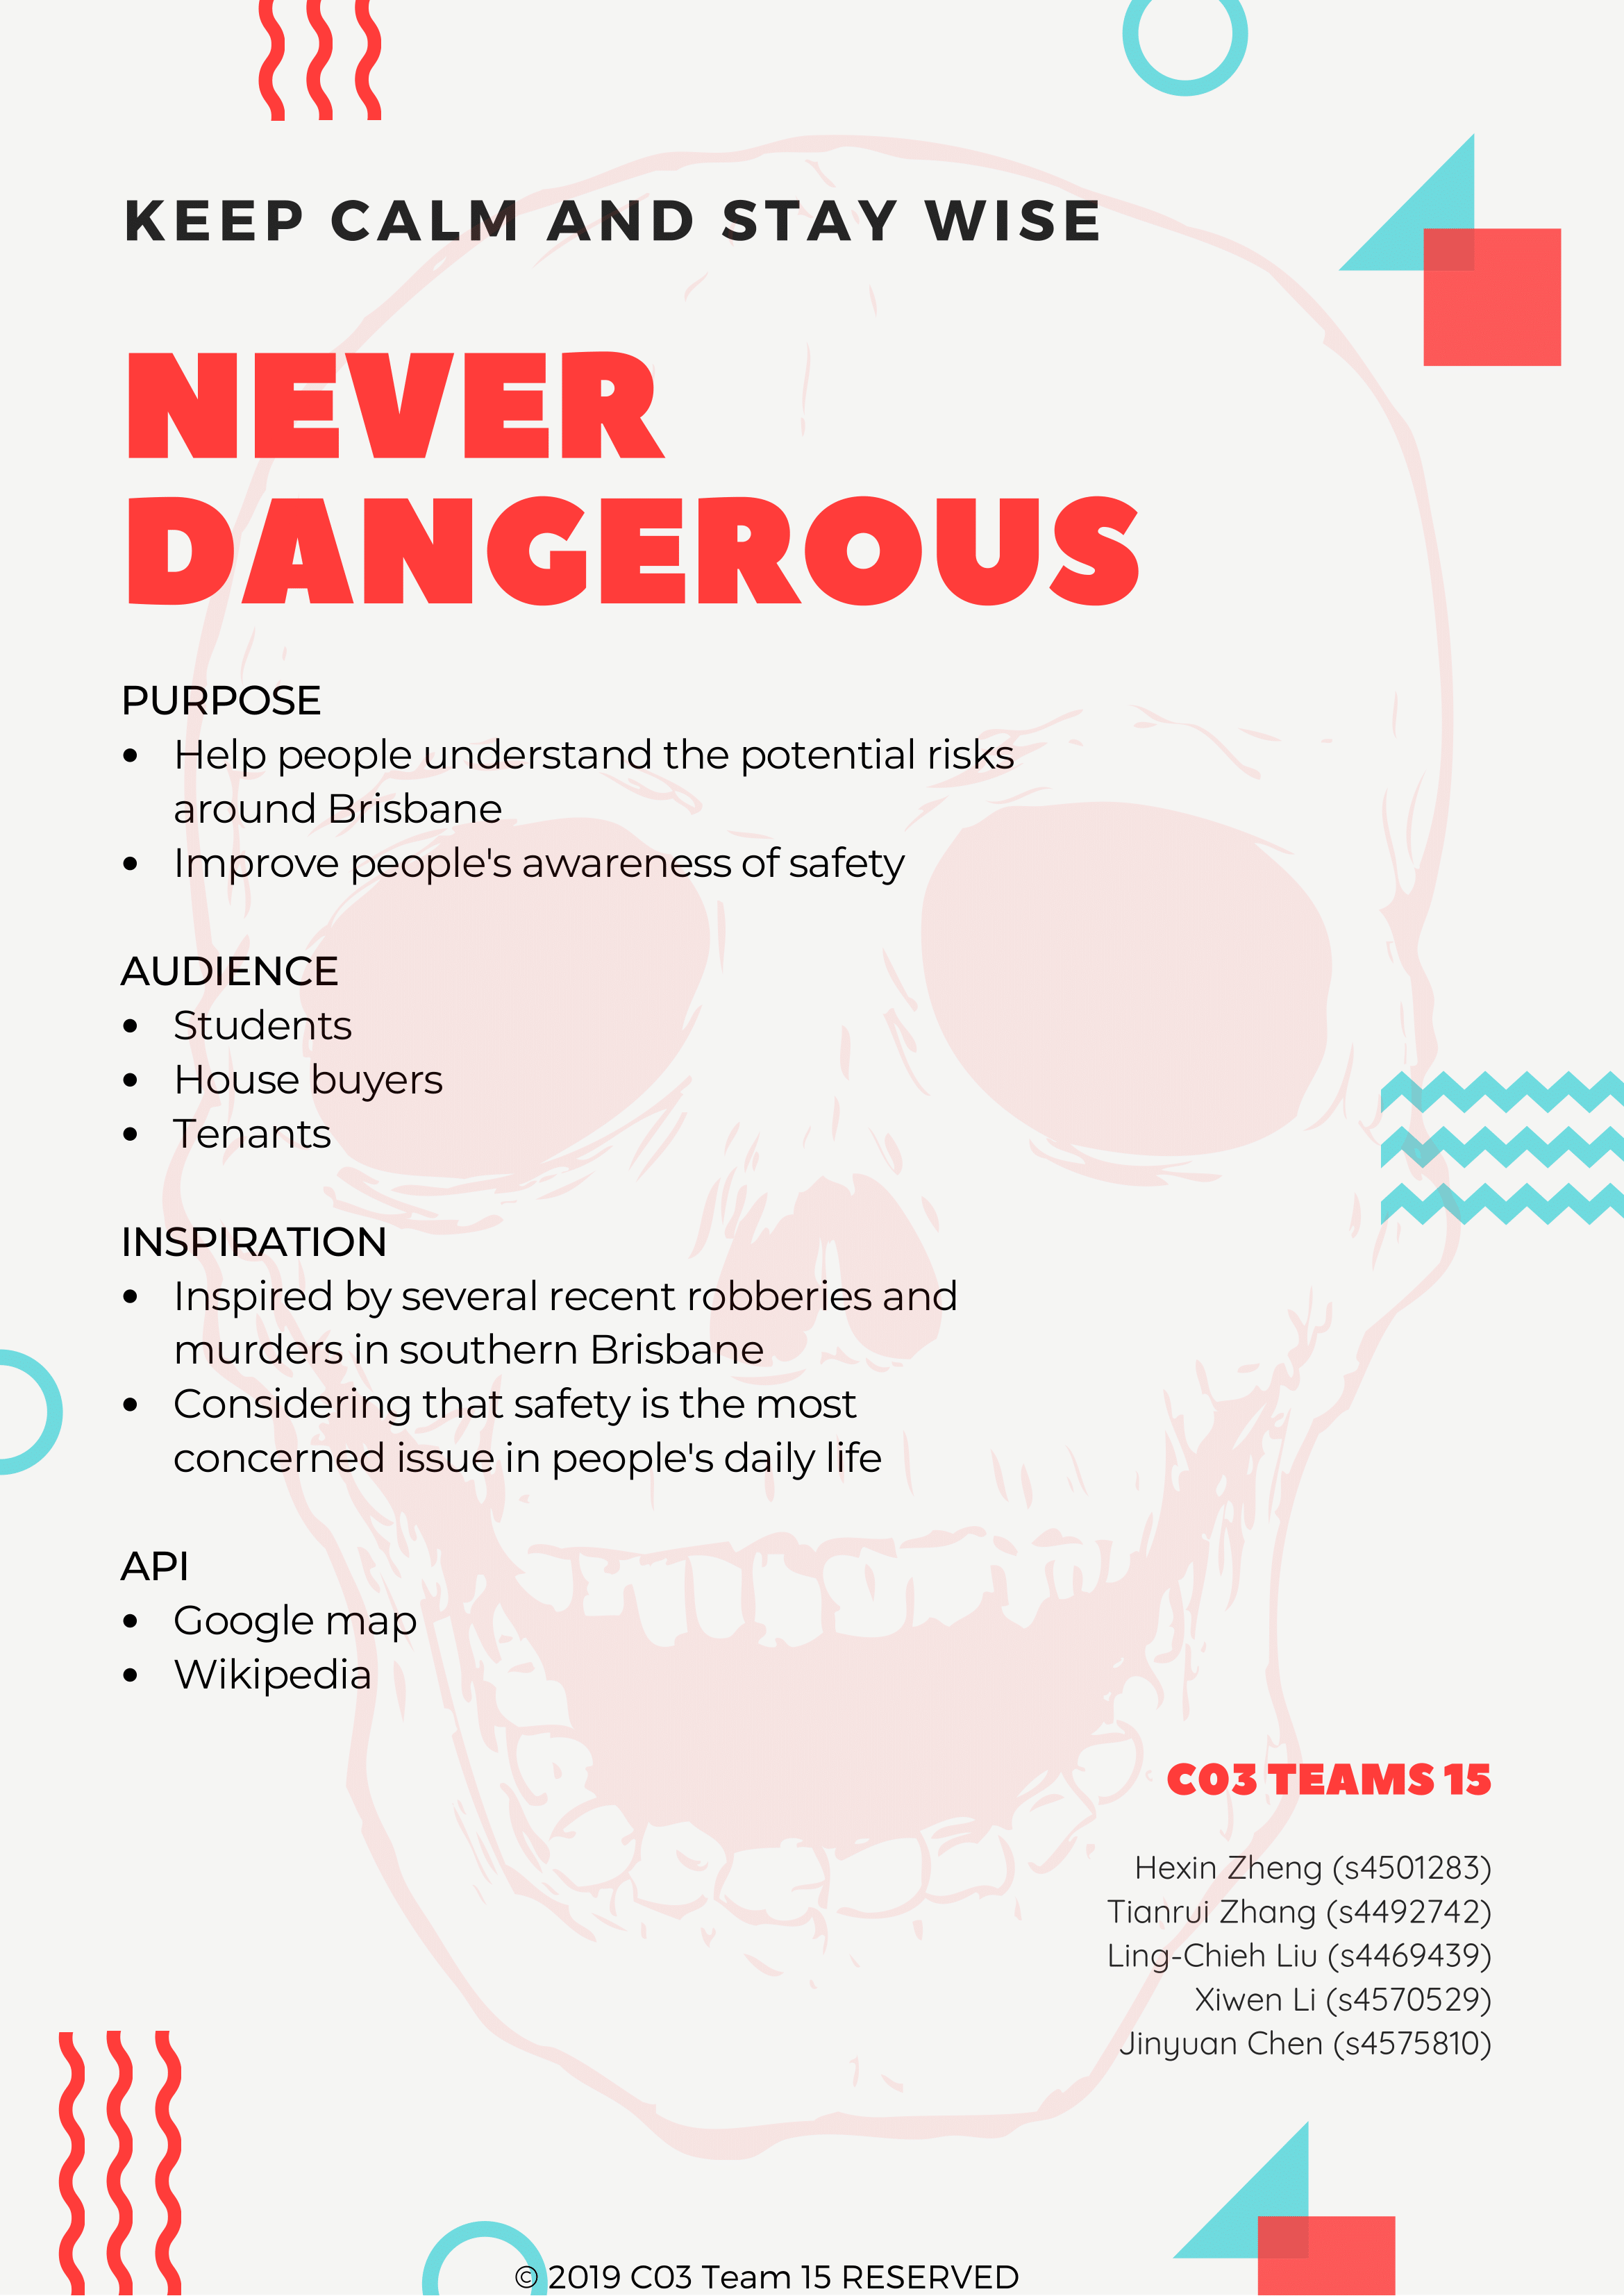 KEEP CALM AND STAY WISE
NEVER
DANGEROUS
PURPOSE
• Help people understand the potential risks
around Brisbane
• Improve people's awareness of safety
AUDIENCE
• Students
• House buyers
• Tenants
INSPIRATION
• Inspired by several recent robberies and
murders in southern Brisbane
• Considering that safety is the most
concerned issue in people's daily life
API
• Google map
• Wikipedia
C03 TEAMS 15
Hexin Zheng (s4501283)
Tianrui Zhang (s4492742)
Ling-Chieh Liu (s4469439)
Xiwen Li (s4570529)
Jinyuan Chen (s4575810)
© 2019 C03 Team 15 RESERVED